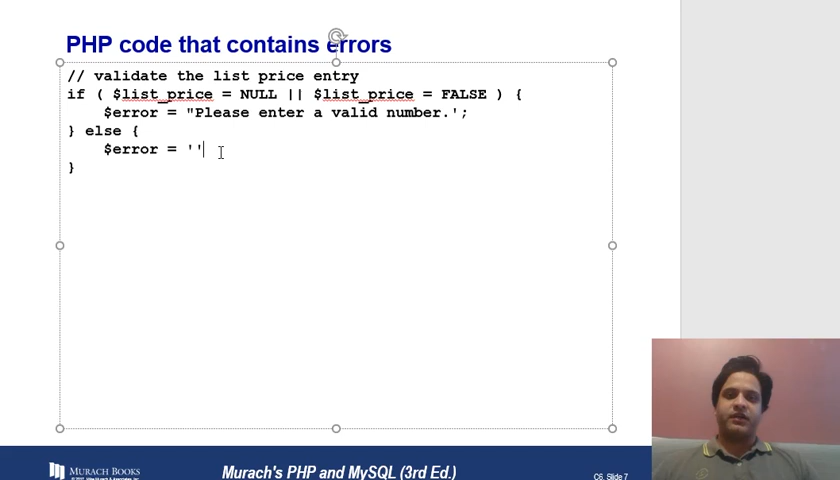 PHP code that contains errors
// validate the list price entry
if ( $list_price = NULL || $list_price = FALSE ) {
$error = "Please enter a valid number.';
} else {
$error = ''
}
MURACH BOOKS
Murach's PHP and MySQL (3rd Ed.)
C6, Slide 7